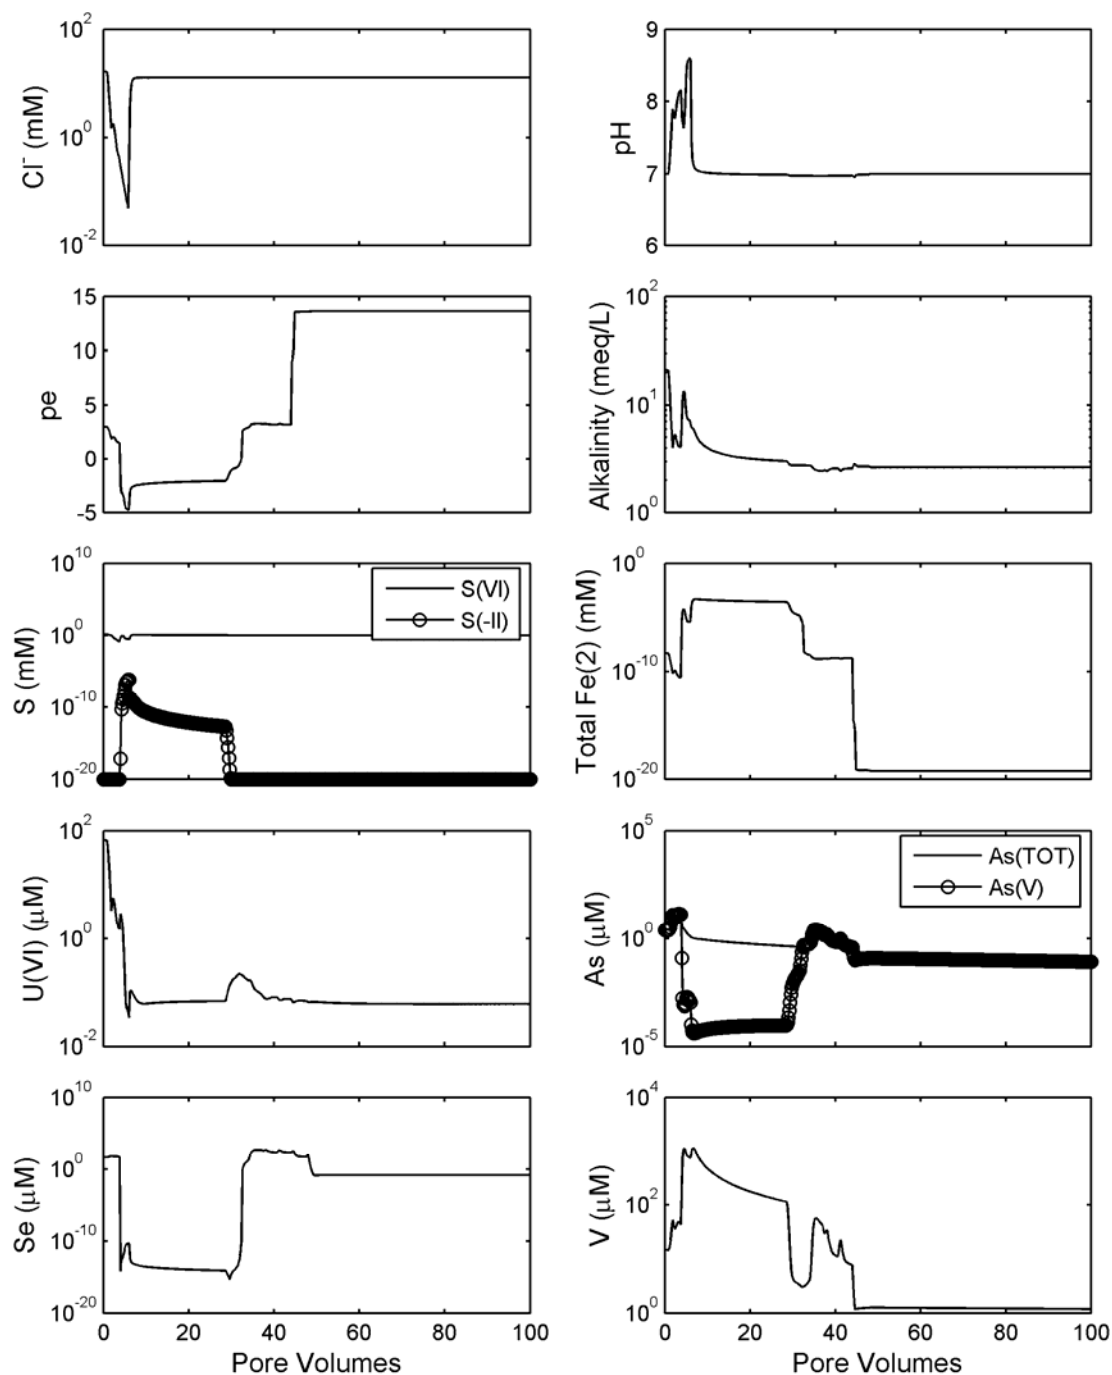 Cl⁻ (mM)
10²
10⁰
10⁻²
pH
9
8
7
6
pe
15
10
5
0
-5
Alkalinity (meq/L)
10²
10¹
10⁰
S (mM)
10¹⁰
10⁰
10⁻¹⁰
10⁻²⁰
S(VI)
S(-II)
Total Fe(2) (mM)
10⁰
10⁻¹⁰
10⁻²⁰
U(VI) (μM)
10²
10⁰
10⁻²
As (μM)
10⁵
10⁰
10⁻⁵
As(TOT)
As(V)
Se (μM)
10¹⁰
10⁰
10⁻¹⁰
10⁻²⁰
0 20 40 60 80 100
Pore Volumes
V (μM)
10⁴
10²
10⁰
0 20 40 60 80 100
Pore Volumes